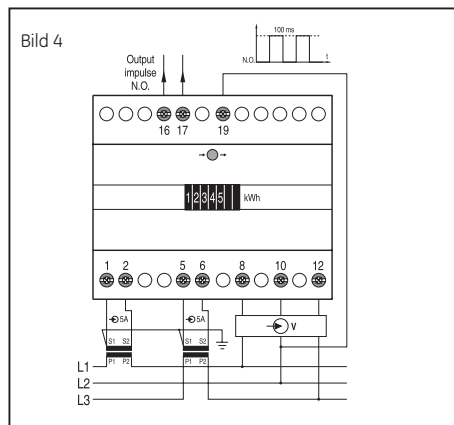 Bild 4
100 ms
N.O.
t
Output
impulse
N.O.
16 17 19
12345 kWh
1 2 5 6 8 10 12
5A 5A V
S1 S2 S1 S2
P1 P2 P1 P2
L1
L2
L3